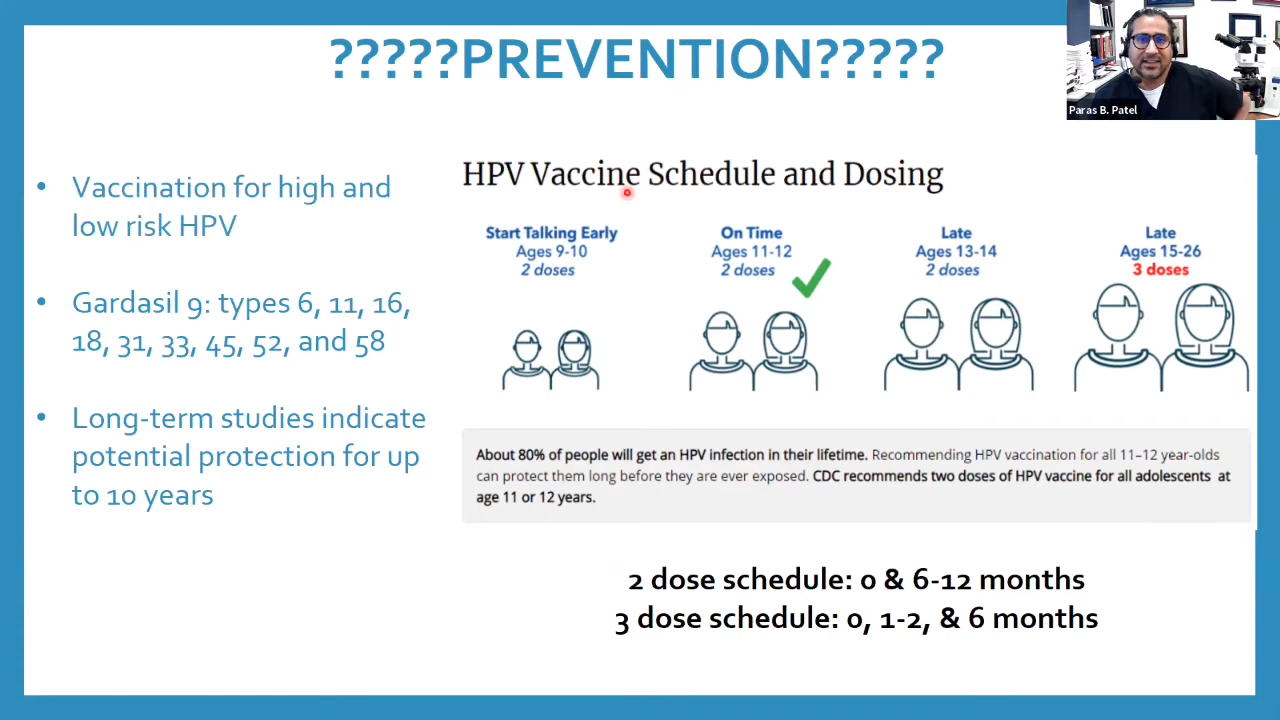 ?????PREVENTION?????
Paras B. Patel
• Vaccination for high and
low risk HPV
• Gardasil 9: types 6, 11, 16,
18, 31, 33, 45, 52, and 58
• Long-term studies indicate
potential protection for up
to 10 years
HPV Vaccine Schedule and Dosing
Start Talking Early
Ages 9-10
2 doses
On Time
Ages 11-12
2 doses
Late
Ages 13-14
2 doses
Late
Ages 15-26
3 doses
About 80% of people will get an HPV infection in their lifetime. Recommending HPV vaccination for all 11–12 year-olds
can protect them long before they are ever exposed. CDC recommends two doses of HPV vaccine for all adolescents at
age 11 or 12 years.
2 dose schedule: 0 & 6-12 months
3 dose schedule: 0, 1-2, & 6 months